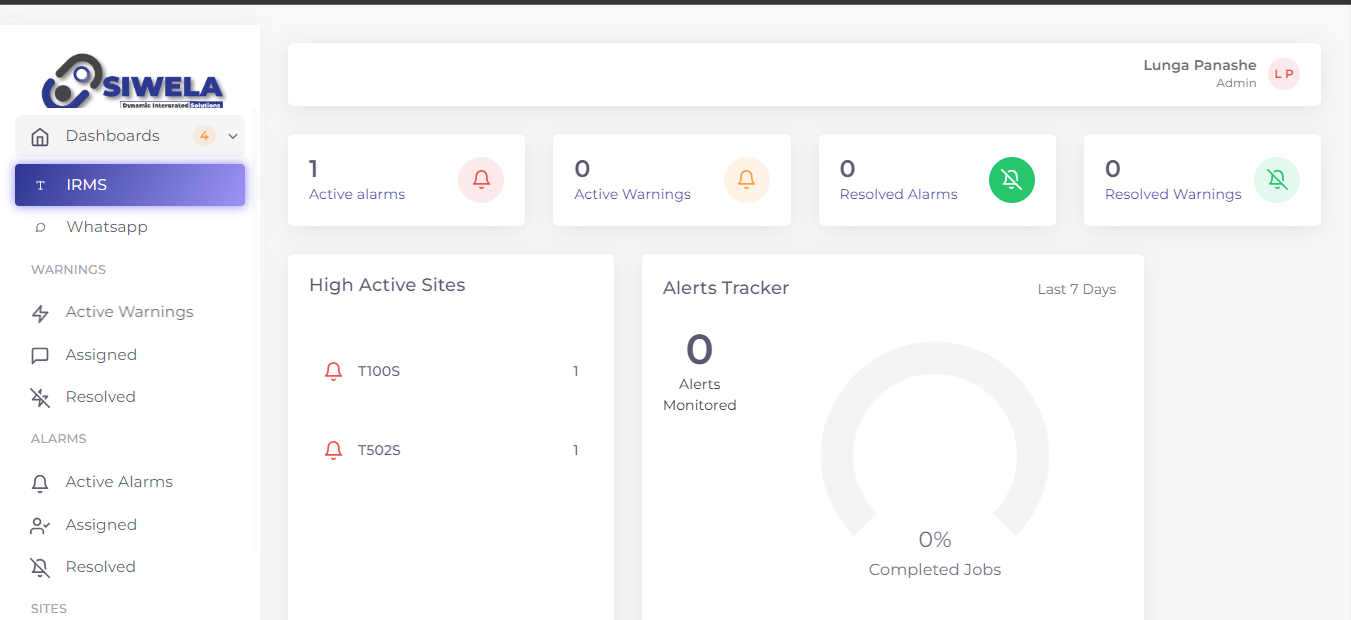 SIWELA
Dynamic Intergrated Solutions
Dashboards 4
T IRMS
Whatsapp
WARNINGS
Active Warnings
Assigned
Resolved
ALARMS
Active Alarms
Assigned
Resolved
SITES
Lunga Panashe
Admin
L P
1
Active alarms
0
Active Warnings
0
Resolved Alarms
0
Resolved Warnings
High Active Sites
T100S 1
T502S 1
Alerts Tracker
Last 7 Days
0
Alerts
Monitored
0%
Completed Jobs